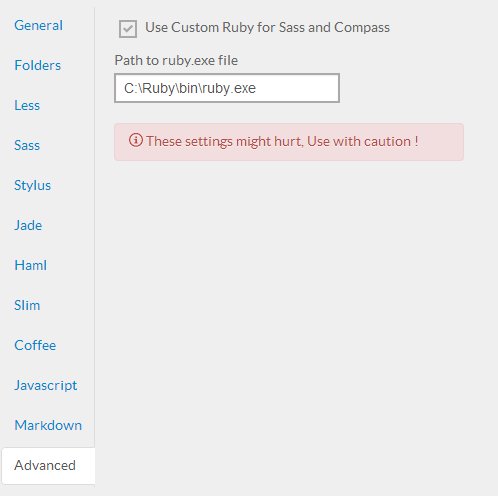 General
Folders
Less
Sass
Stylus
Jade
Haml
Slim
Coffee
Javascript
Markdown
Advanced
Use Custom Ruby for Sass and Compass
Path to ruby.exe file
C:\Ruby\bin\ruby.exe
These settings might hurt, Use with caution !